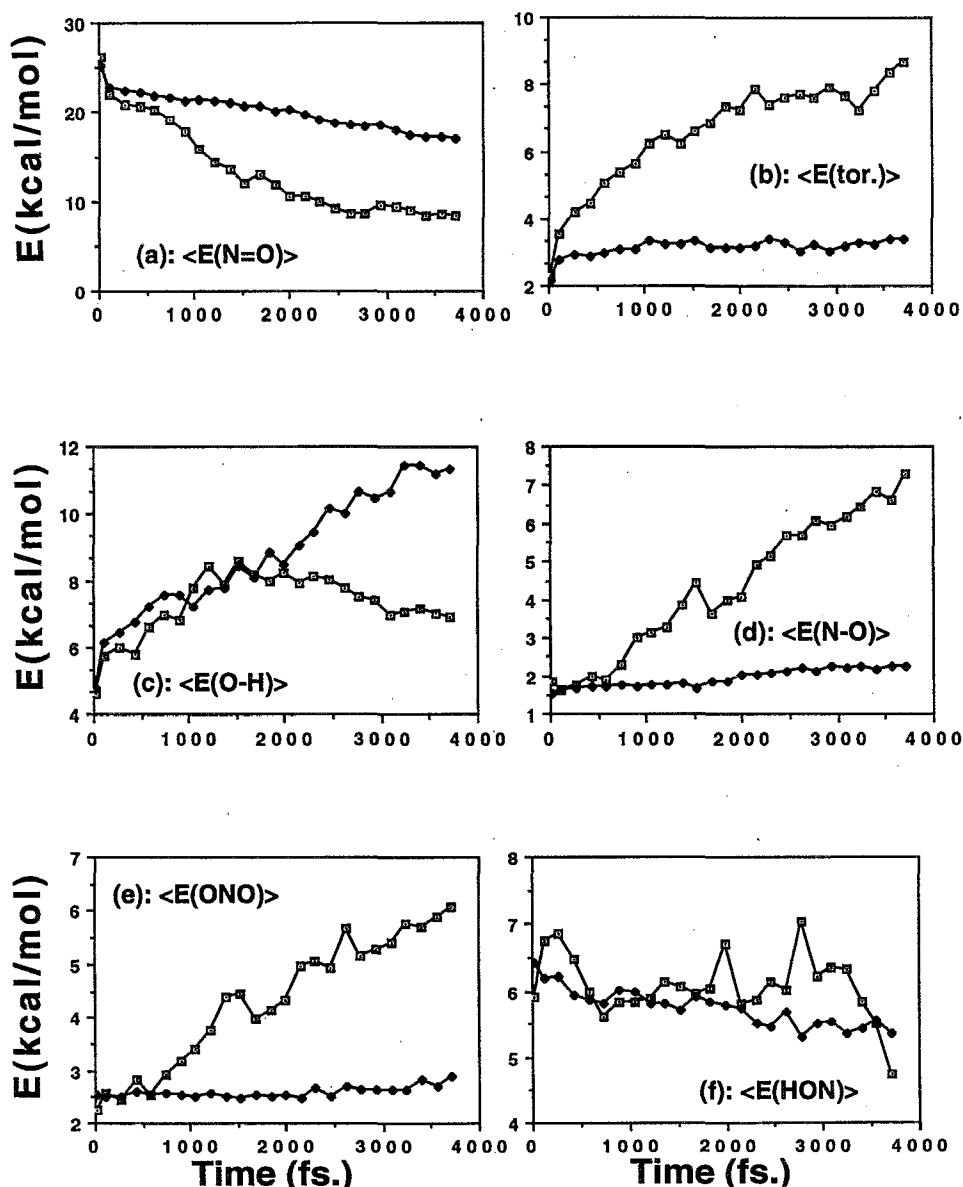 E(kcal/mol)
30
20
10
0
(a): <E(N=O)>
0 1000 2000 3000 4000
10
8
6
4
2
(b): <E(tor.)>
0 1000 2000 3000 4000
E(kcal/mol)
12
10
8
6
4
(c): <E(O-H)>
0 1000 2000 3000 4000
8
7
6
5
4
3
2
1
(d): <E(N-O)>
0 1000 2000 3000 4000
E(kcal/mol)
7
6
5
4
3
2
(e): <E(ONO)>
0 1000 2000 3000 4000
Time (fs.)
8
7
6
5
4
(f): <E(HON)>
0 1000 2000 3000 4000
Time (fs.)